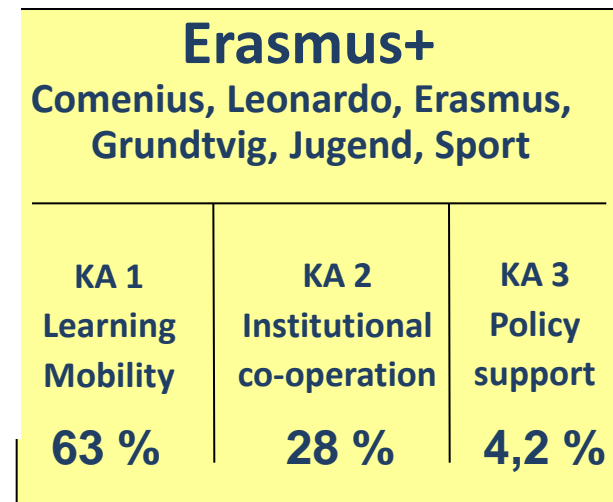 Erasmus+
Comenius, Leonardo, Erasmus,
Grundtvig, Jugend, Sport
KA 1
Learning
Mobility
63 %
KA 2
Institutional
co-operation
28 %
KA 3
Policy
support
4,2 %